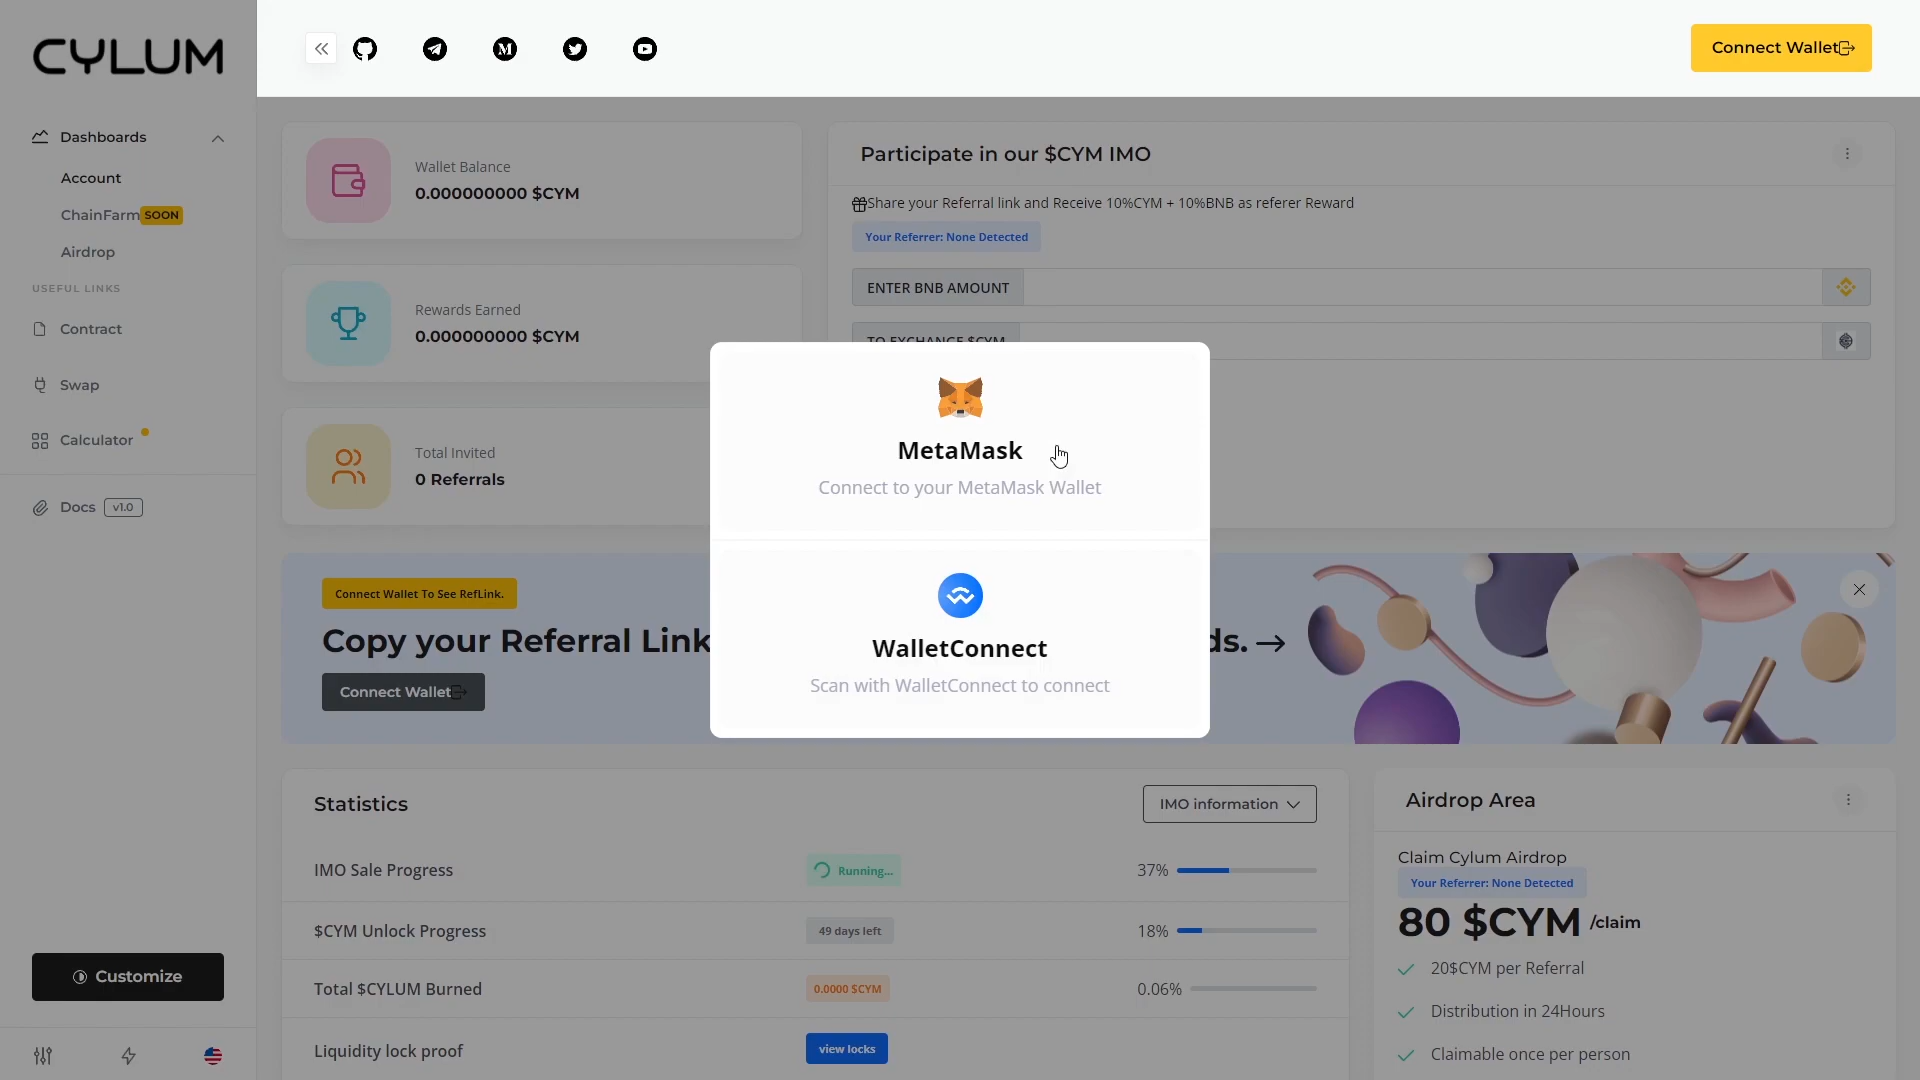 CYLUM
Connect Wallet
Dashboards
Account
ChainFarm SOON
Airdrop
USEFUL LINKS
Contract
Swap
Calculator
Docs v1.0
Customize
Wallet Balance
0.000000000 $CYM
Rewards Earned
0.000000000 $CYM
Total Invited
0 Referrals
Participate in our $CYM IMO
Share your Referral link and Receive 10%CYM + 10%BNB as referer Reward
Your Referrer: None Detected
ENTER BNB AMOUNT
TO EXCHANGE $CYM
MetaMask
Connect to your MetaMask Wallet
WalletConnect
Scan with WalletConnect to connect
Connect Wallet To See RefLink.
Copy your Referral Link
ds. →
Connect Wallet
Statistics
IMO information
IMO Sale Progress Running... 37%
$CYM Unlock Progress 49 days left 18%
Total $CYLUM Burned 0.0000 $CYM 0.06%
Liquidity lock proof view locks
Airdrop Area
Claim Cylum Airdrop
Your Referrer: None Detected
80 $CYM /claim
20$CYM per Referral
Distribution in 24Hours
Claimable once per person